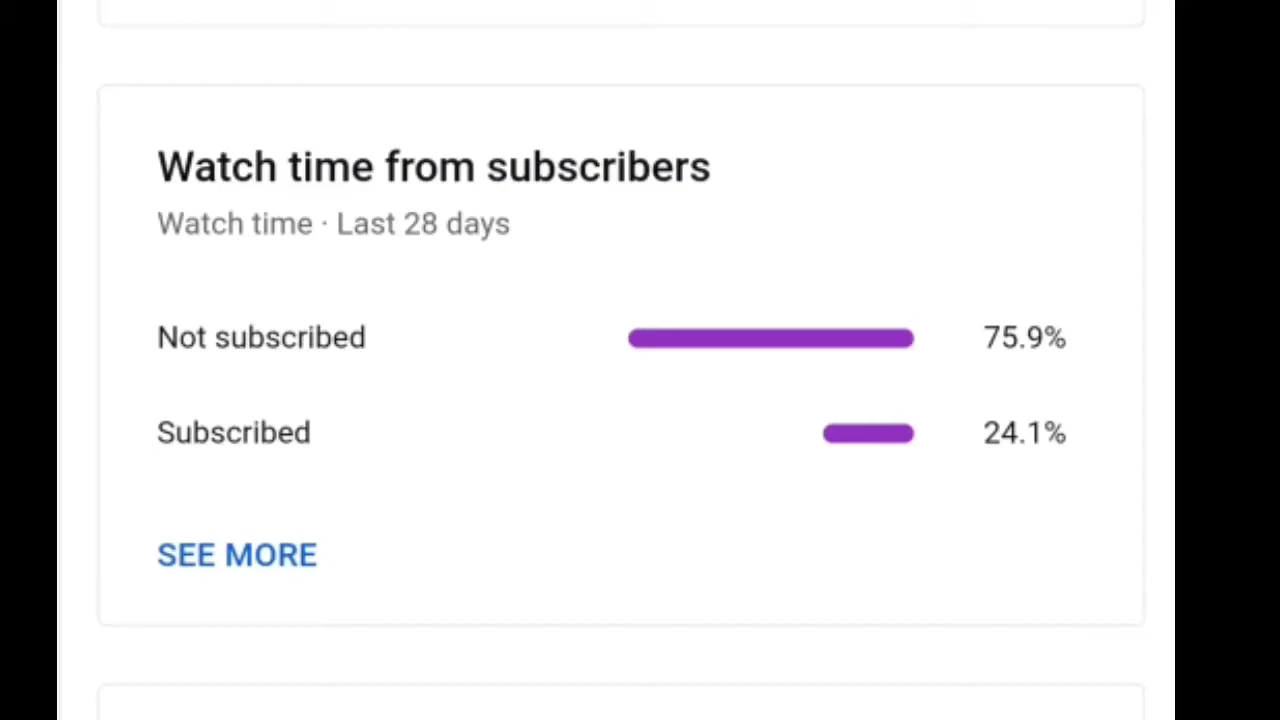 Watch time from subscribers
Watch time · Last 28 days
Not subscribed 75.9%
Subscribed 24.1%
SEE MORE